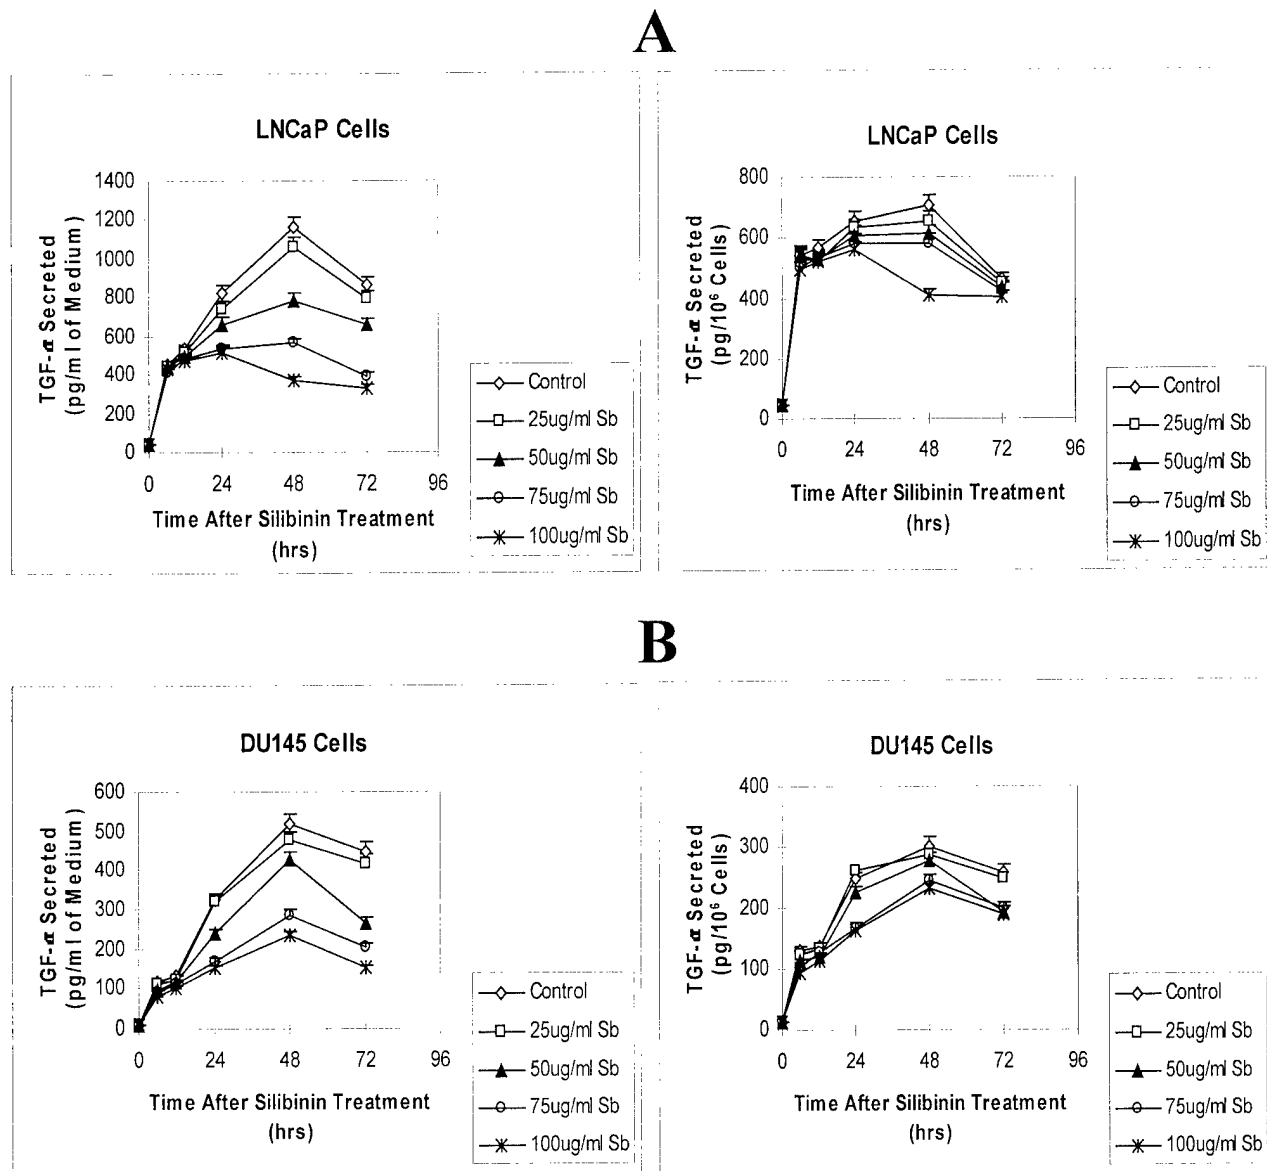 A
LNCaP Cells
TGF-α Secreted
(pg/ml of Medium)
1400
1200
1000
800
600
400
200
0
0 24 48 72 96
Time After Silibinin Treatment
(hrs)
Control
25ug/ml Sb
50ug/ml Sb
75ug/ml Sb
100ug/ml Sb
LNCaP Cells
TGF-α Secreted
(pg/10⁶ Cells)
800
600
400
200
0
0 24 48 72 96
Time After Silibinin Treatment
(hrs)
Control
25ug/ml Sb
50ug/ml Sb
75ug/ml Sb
100ug/ml Sb
B
DU145 Cells
TGF-α Secreted
(pg/ml of Medium)
600
500
400
300
200
100
0
0 24 48 72 96
Time After Silibinin Treatment
(hrs)
Control
25ug/ml Sb
50ug/ml Sb
75ug/ml Sb
100ug/ml Sb
DU145 Cells
TGF-α Secreted
(pg/10⁶ Cells)
400
300
200
100
0
0 24 48 72 96
Time After Silibinin Treatment
(hrs)
Control
25ug/ml Sb
50ug/ml Sb
75ug/ml Sb
100ug/ml Sb